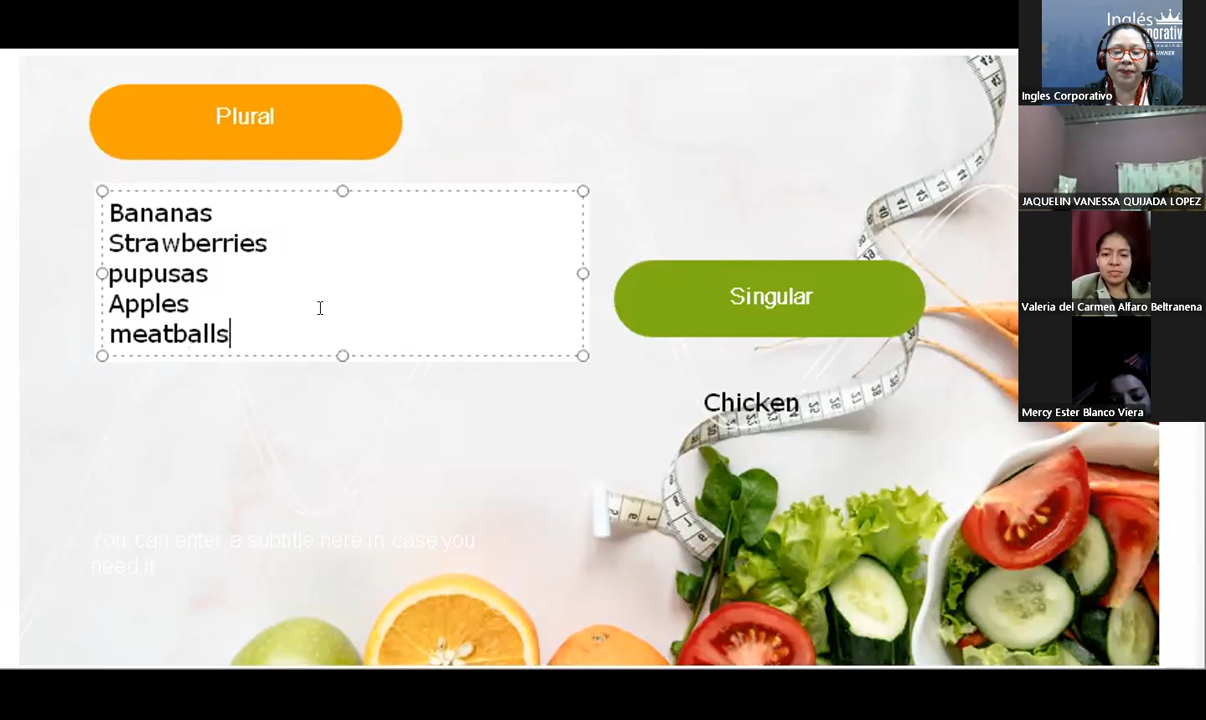 Plural
Bananas
Strawberries
pupusas
Apples
meatballs
Singular
Chicken
You can enter a subtitle here in case you
need it
Inglés
Ingles Corporativo
JAQUELIN VANESSA QUIJADA LOPEZ
Valeria del Carmen Alfaro Beltranena
Mercy Ester Blanco Viera